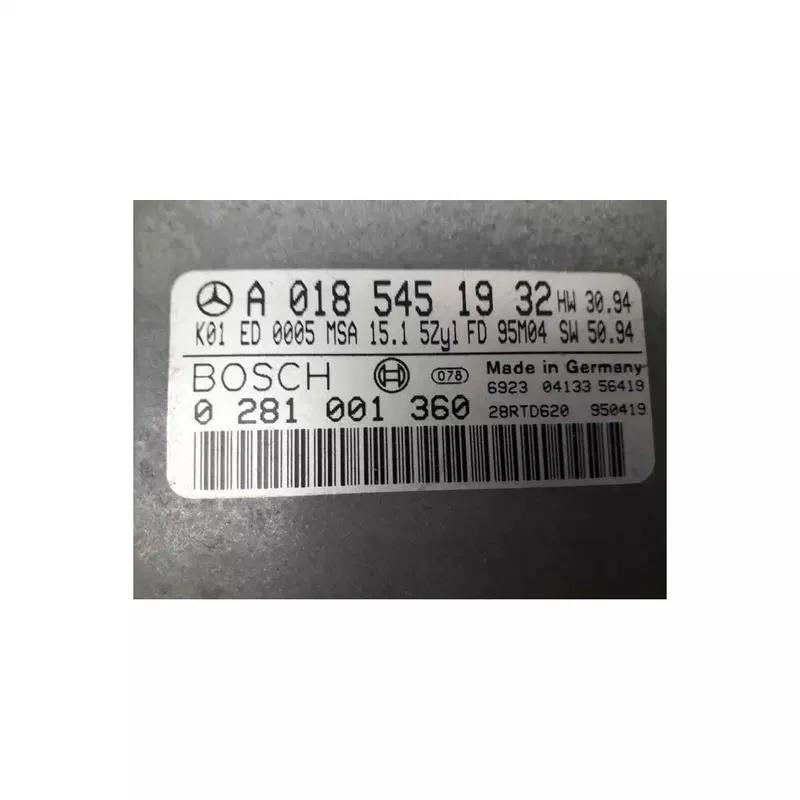 A 018 545 19 32 HW 30.94
K01 ED 0005 MSA 15.1 5Zyl FD 95M04 SW 50.94
BOSCH 078 Made in Germany
6923 04133 56419
0 281 001 360 28RTD620 950419